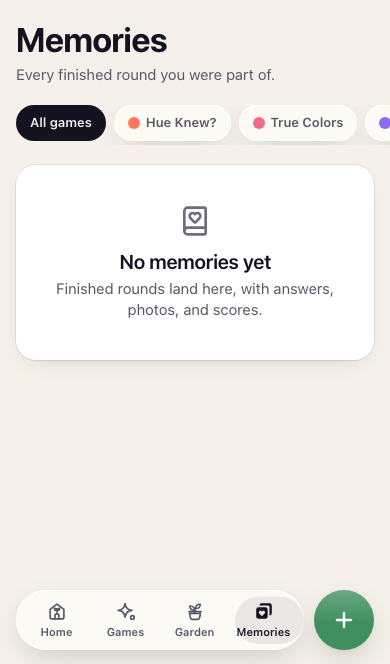 Memories
Every finished round you were part of.
All games
Hue Knew?
True Colors
No memories yet
Finished rounds land here, with answers,
photos, and scores.
Home
Games
Garden
Memories